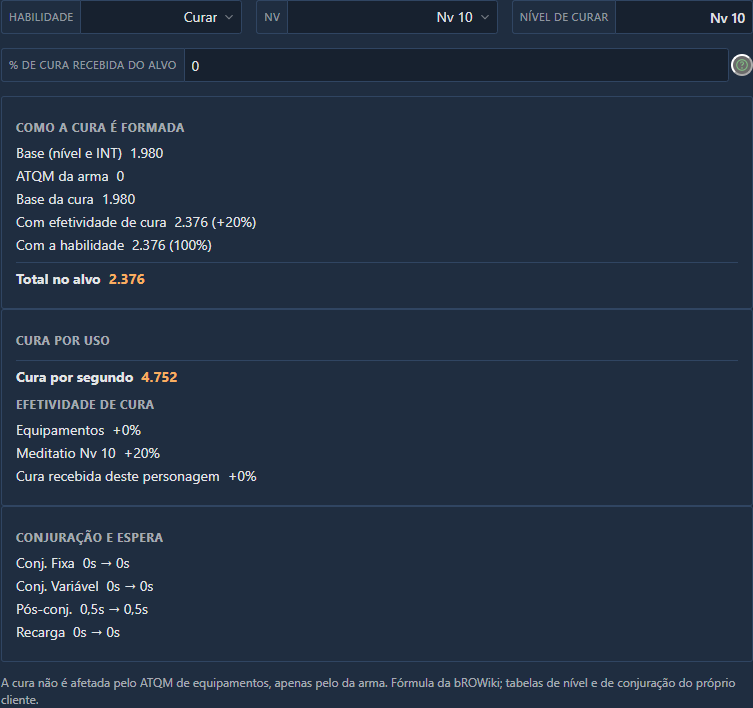 HABILIDADE Curar NV Nv 10 NÍVEL DE CURAR Nv 10
% DE CURA RECEBIDA DO ALVO 0 ?
COMO A CURA É FORMADA
Base (nível e INT) 1.980
ATQM da arma 0
Base da cura 1.980
Com efetividade de cura 2.376 (+20%)
Com a habilidade 2.376 (100%)
Total no alvo 2.376
CURA POR USO
Cura por segundo 4.752
EFETIVIDADE DE CURA
Equipamentos +0%
Meditatio Nv 10 +20%
Cura recebida deste personagem +0%
CONJURAÇÃO E ESPERA
Conj. Fixa 0s → 0s
Conj. Variável 0s → 0s
Pós-conj. 0,5s → 0,5s
Recarga 0s → 0s
A cura não é afetada pelo ATQM de equipamentos, apenas pelo da arma. Fórmula da bROWiki; tabelas de nível e de conjuração do próprio
cliente.